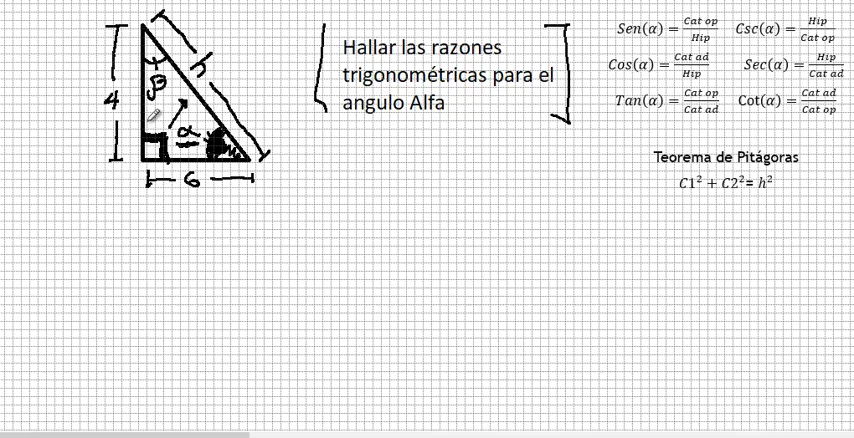 h
β
4
α
6
Hallar las razones
trigonométricas para el
angulo Alfa
Sen(α) = Cat op / Hip Csc(α) = Hip / Cat op
Cos(α) = Cat ad / Hip Sec(α) = Hip / Cat ad
Tan(α) = Cat op / Cat ad Cot(α) = Cat ad / Cat op
Teorema de Pitágoras
C1² + C2² = h²